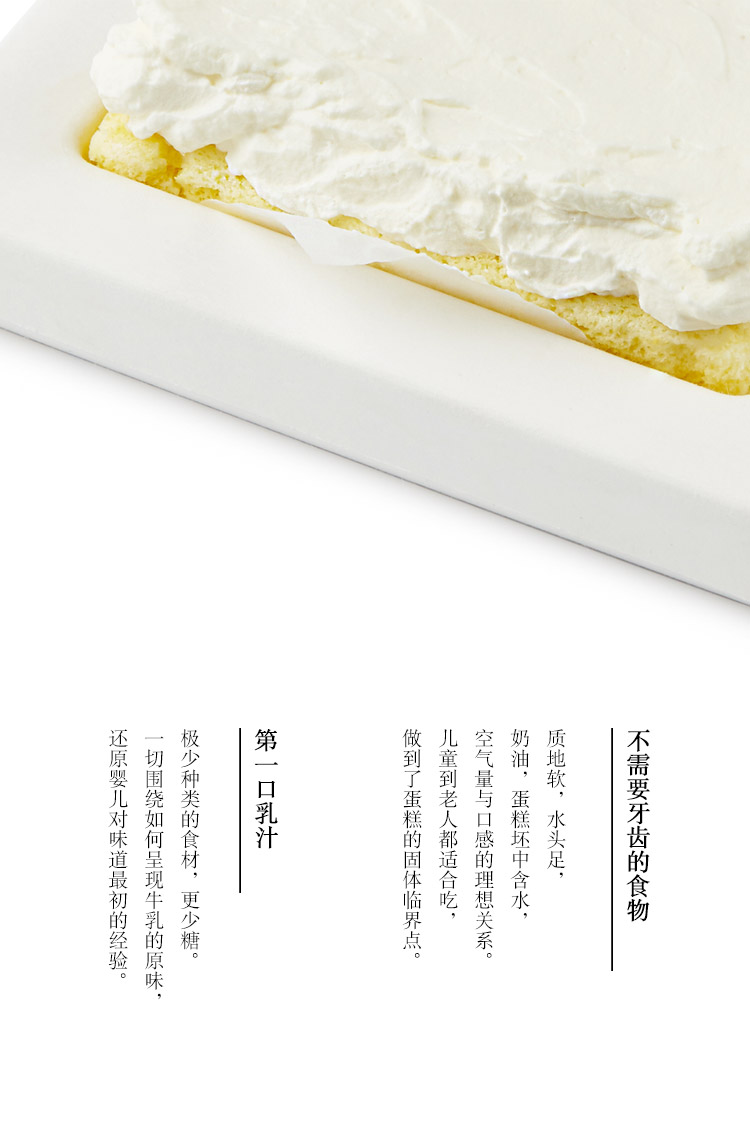 不需要牙齿的食物
质地软，水头足，
奶油，蛋糕坯中含水，
空气量与口感的理想关系。
儿童到老人都适合吃，
做到了蛋糕的固体临界点。
第一口乳汁
极少种类的食材，更少糖。
一切围绕如何呈现牛乳的原味，
还原婴儿对味道最初的经验。